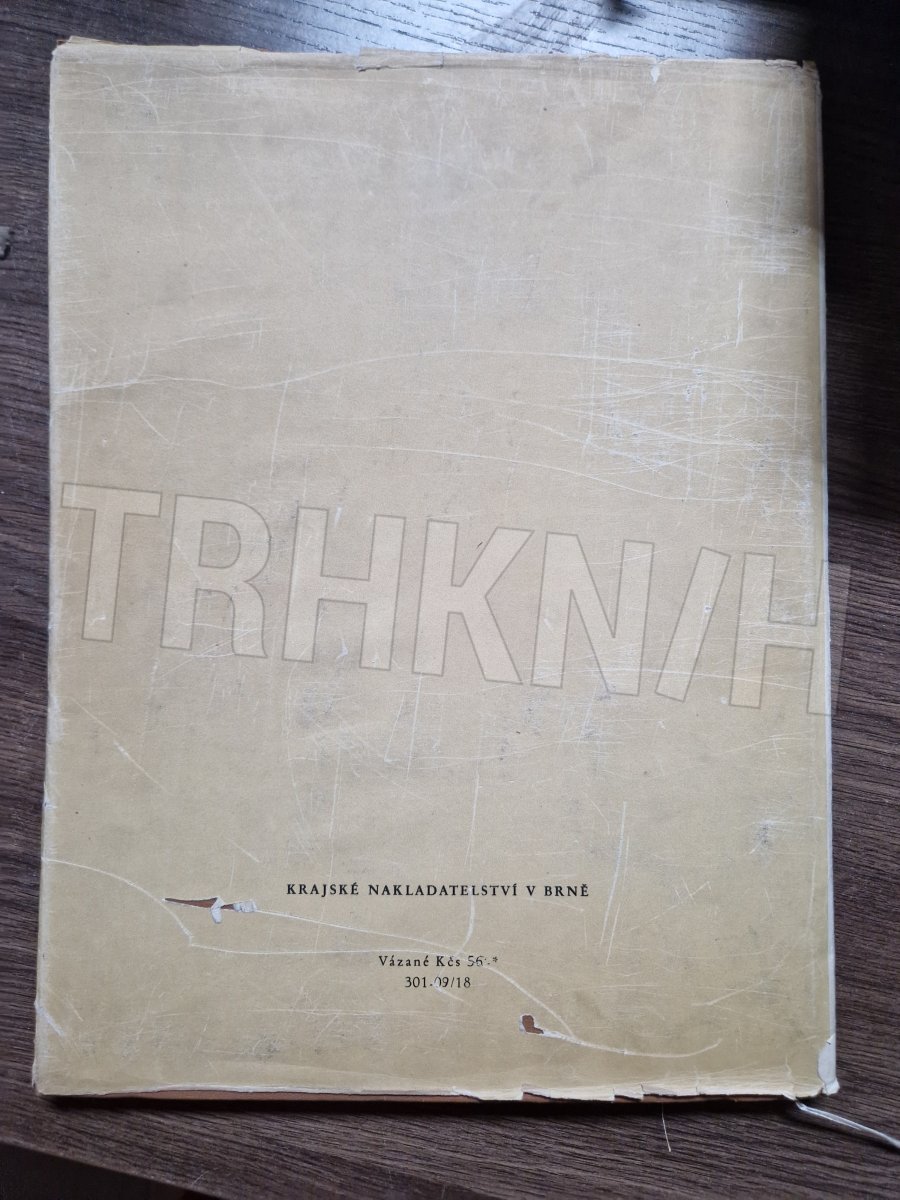 TRHKNIH
KRAJSKÉ NAKLADATELSTVÍ V BRNĚ
Vázané Kčs 56·-*
301-09/18